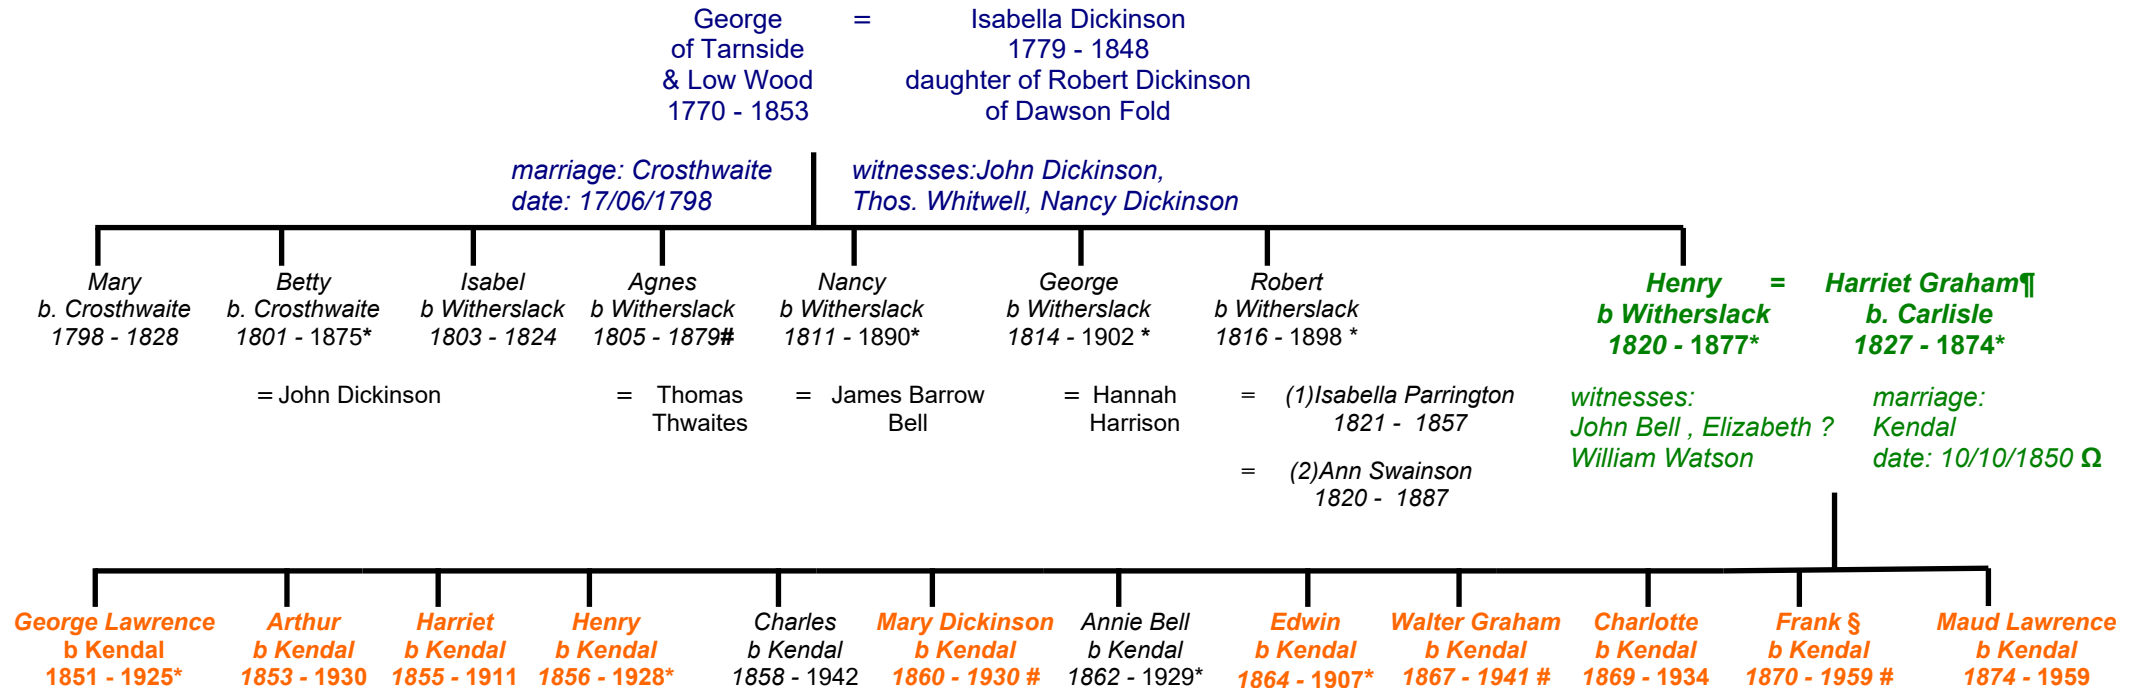 George = Isabella Dickinson
of Tarnside 1779 - 1848
& Low Wood daughter of Robert Dickinson
1770 - 1853 of Dawson Fold
marriage: Crosthwaite witnesses:John Dickinson,
date: 17/06/1798 Thos. Whitwell, Nancy Dickinson
Mary Betty Isabel Agnes Nancy George Robert Henry = Harriet Graham¶
b. Crosthwaite b. Crosthwaite b Witherslack b Witherslack b Witherslack b Witherslack b Witherslack b Witherslack b. Carlisle
1798 - 1828 1801 - 1875* 1803 - 1824 1805 - 1879# 1811 - 1890* 1814 - 1902 * 1816 - 1898 * 1820 - 1877* 1827 - 1874*
= John Dickinson = Thomas = James Barrow = Hannah = (1)Isabella Parrington witnesses: marriage:
Thwaites Bell Harrison 1821 - 1857 John Bell , Elizabeth ? Kendal
= (2)Ann Swainson William Watson date: 10/10/1850 Ω
1820 - 1887
George Lawrence Arthur Harriet Henry Charles Mary Dickinson Annie Bell Edwin Walter Graham Charlotte Frank § Maud Lawrence
b Kendal b Kendal b Kendal b Kendal b Kendal b Kendal b Kendal b Kendal b Kendal b Kendal b Kendal b Kendal
1851 - 1925* 1853 - 1930 1855 - 1911 1856 - 1928* 1858 - 1942 1860 - 1930 # 1862 - 1929* 1864 - 1907* 1867 - 1941 # 1869 - 1934 1870 - 1959 # 1874 - 1959